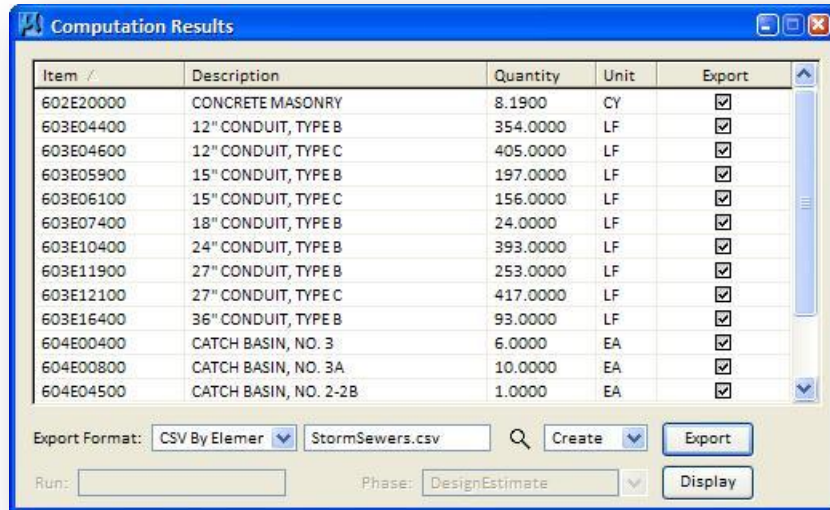 Computation Results
Item / Description Quantity Unit Export
602E20000 CONCRETE MASONRY 8.1900 CY
603E04400 12" CONDUIT, TYPE B 354.0000 LF
603E04600 12" CONDUIT, TYPE C 405.0000 LF
603E05900 15" CONDUIT, TYPE B 197.0000 LF
603E06100 15" CONDUIT, TYPE C 156.0000 LF
603E07400 18" CONDUIT, TYPE B 24.0000 LF
603E10400 24" CONDUIT, TYPE B 393.0000 LF
603E11900 27" CONDUIT, TYPE B 253.0000 LF
603E12100 27" CONDUIT, TYPE C 417.0000 LF
603E16400 36" CONDUIT, TYPE B 93.0000 LF
604E00400 CATCH BASIN, NO. 3 6.0000 EA
604E00800 CATCH BASIN, NO. 3A 10.0000 EA
604E04500 CATCH BASIN, NO. 2-2B 1.0000 EA
Export Format: CSV By Elemer StormSewers.csv Create Export
Run: Phase: DesignEstimate Display